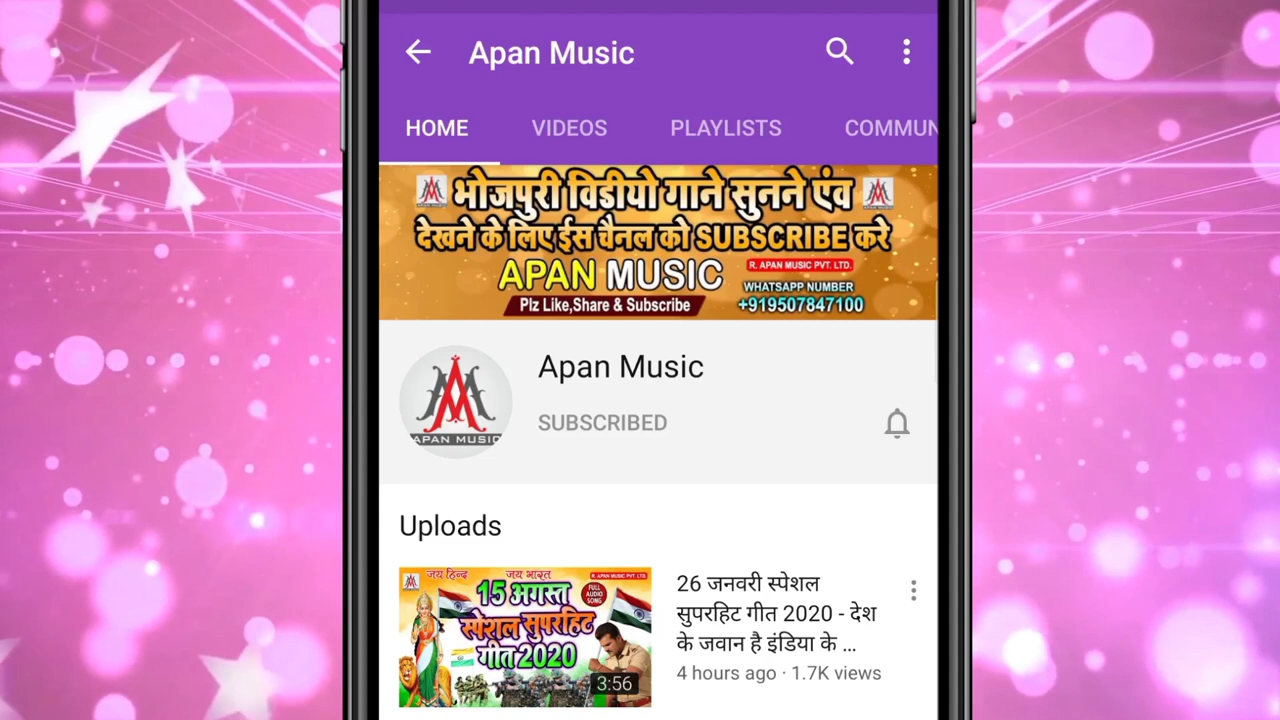 Apan Music
HOME VIDEOS PLAYLISTS COMMUN
भोजपुरी विडीयो गाने सुनने एंव
देखने के लिए ईस चैनल को SUBSCRIBE करे
APAN MUSIC
R. APAN MUSIC PVT. LTD.
Plz Like,Share & Subscribe
WHATSAPP NUMBER
+919507847100
Apan Music
SUBSCRIBED
APAN MUSIC
Uploads
जय हिन्द जय भारत
R. APAN MUSIC PVT. LTD
15 अगस्त
FULL
AUDIO
SONG
स्पेशल सुपरहिट
गीत 2020
3:56
26 जनवरी स्पेशल
सुपरहिट गीत 2020 - देश
के जवान है इंडिया के ...
4 hours ago · 1.7K views